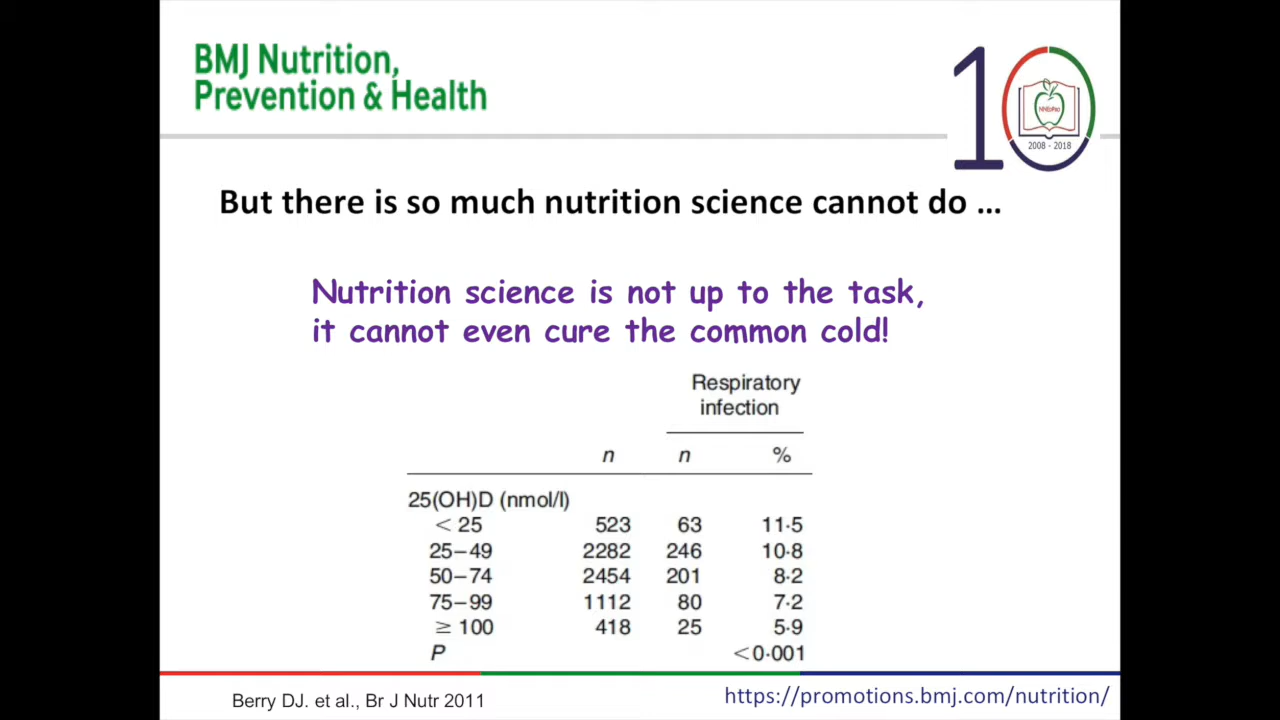 BMJ Nutrition,
Prevention & Health
10
NNEdPro
2008 - 2018
But there is so much nutrition science cannot do ...
Nutrition science is not up to the task,
it cannot even cure the common cold!
Respiratory
infection
n n %
25(OH)D (nmol/l)
< 25 523 63 11·5
25–49 2282 246 10·8
50–74 2454 201 8·2
75–99 1112 80 7·2
≥ 100 418 25 5·9
P <0·001
Berry DJ. et al., Br J Nutr 2011
https://promotions.bmj.com/nutrition/